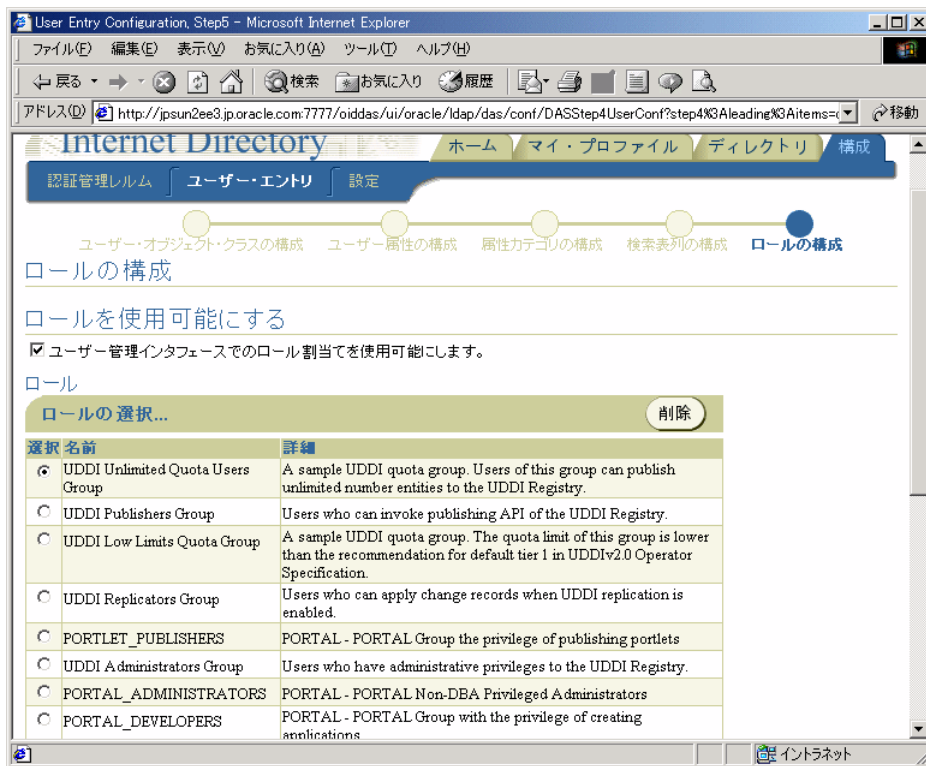 User Entry Configuration, Step5 - Microsoft Internet Explorer
ファイル(F) 編集(E) 表示(V) お気に入り(A) ツール(T) ヘルプ(H)
戻る 検索 お気に入り 履歴
アドレス(D) http://jpsun2ee3.jp.oracle.com:7777/oiddas/ui/oracle/ldap/das/conf/DASStep4UserConf?step4%3Aleading%3Aitems= 移動
Internet Directory
ホーム マイ・プロファイル ディレクトリ 構成
認証管理レルム ユーザー・エントリ 設定
ユーザー・オブジェクト・クラスの構成 ユーザー属性の構成 属性カテゴリの構成 検索表列の構成 ロールの構成
ロールの構成
ロールを使用可能にする
ユーザー管理インタフェースでのロール割当てを使用可能にします。
ロール
ロールの選択... 削除
選択 名前 詳細
UDDI Unlimited Quota Users Group
A sample UDDI quota group. Users of this group can publish
unlimited number entities to the UDDI Registry.
UDDI Publishers Group Users who can invoke publishing API of the UDDI Registry.
UDDI Low Limits Quota Group
A sample UDDI quota group. The quota limit of this group is lower
than the recommendation for default tier 1 in UDDIv2.0 Operator
Specification.
UDDI Replicators Group
Users who can apply change records when UDDI replication is
enabled.
PORTLET_PUBLISHERS PORTAL - PORTAL Group the privilege of publishing portlets
UDDI Administrators Group Users who have administrative privileges to the UDDI Registry.
PORTAL_ADMINISTRATORS PORTAL - PORTAL Non-DBA Privileged Administrators
PORTAL_DEVELOPERS
PORTAL - PORTAL Group with the privilege of creating
applications
イントラネット